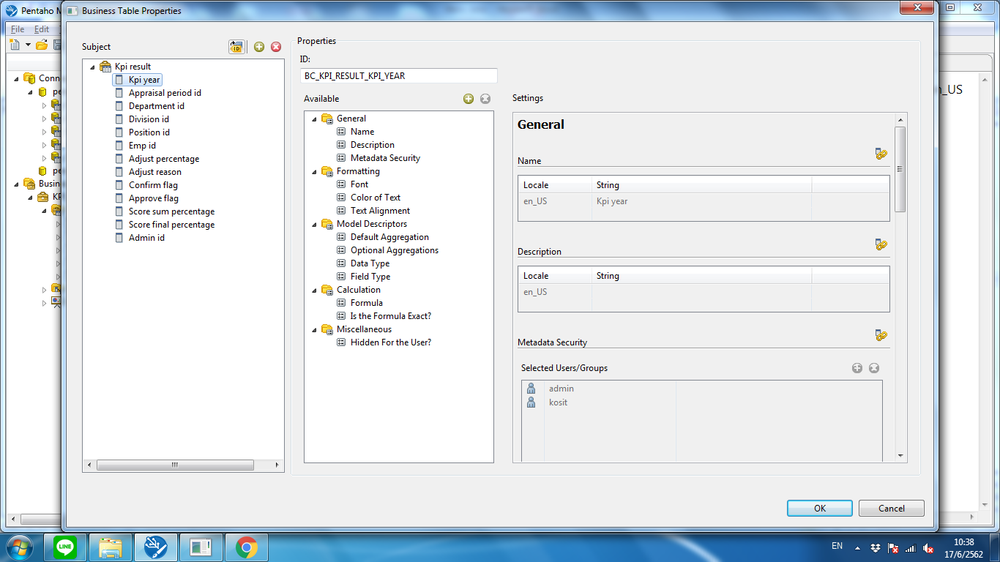 Pentaho M
Business Table Properties
File Edit
Subject
Kpi result
Kpi year
Appraisal period id
Department id
Division id
Position id
Emp id
Adjust percentage
Adjust reason
Confirm flag
Approve flag
Score sum percentage
Score final percentage
Admin id
Properties
ID:
BC_KPI_RESULT_KPI_YEAR
Available
General
Name
Description
Metadata Security
Formatting
Font
Color of Text
Text Alignment
Model Descriptors
Default Aggregation
Optional Aggregations
Data Type
Field Type
Calculation
Formula
Is the Formula Exact?
Miscellaneous
Hidden For the User?
Settings
General
Name
Locale String
en_US Kpi year
Description
Locale String
en_US
Metadata Security
Selected Users/Groups
admin
kosit
OK Cancel
Conn
pe
pe
Busin
KP
_US
LINE
EN
10:38
17/6/2562